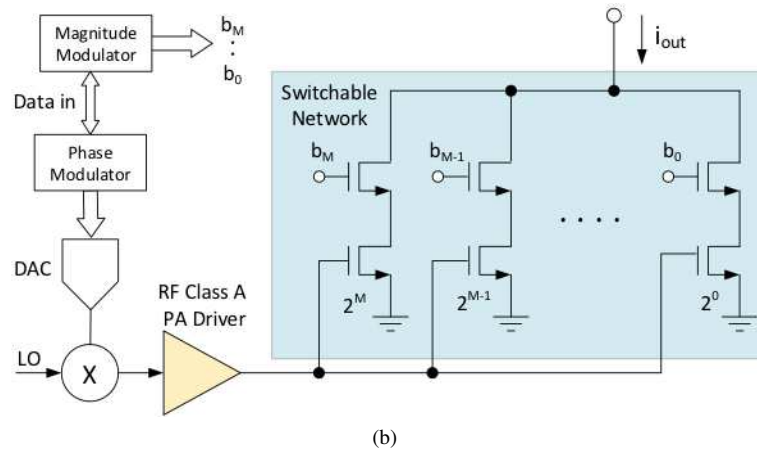 Magnitude
Modulator
b_M
:
b_0
Data in
Phase
Modulator
DAC
LO
X
RF Class A
PA Driver
Switchable
Network
i_out
b_M
b_M-1
b_0
. . . .
2^M
2^M-1
2^0
(b)